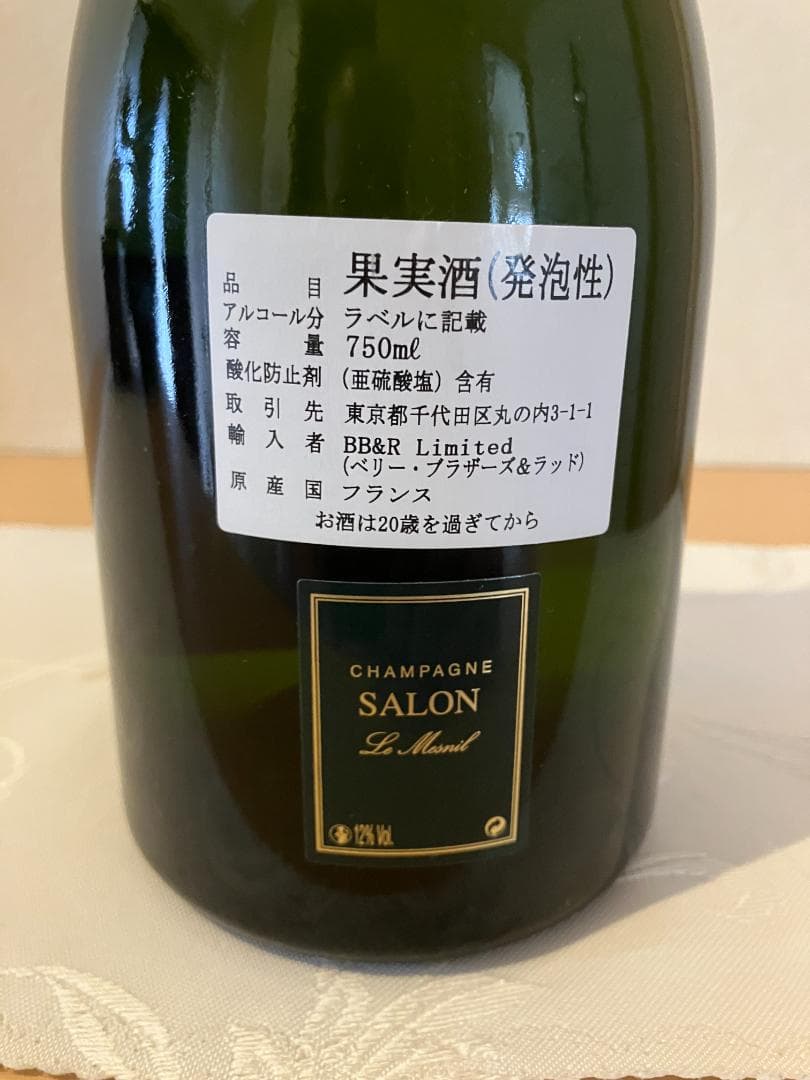 品目 果実酒(発泡性)
アルコール分 ラベルに記載
容量 750mℓ
酸化防止剤 (亜硫酸塩) 含有
取引先 東京都千代田区丸の内3-1-1
輸入者 BB&R Limited
(ベリー・ブラザーズ&ラッド)
原産国 フランス
お酒は20歳を過ぎてから
CHAMPAGNE
SALON
Le Mesnil
12% Vol.